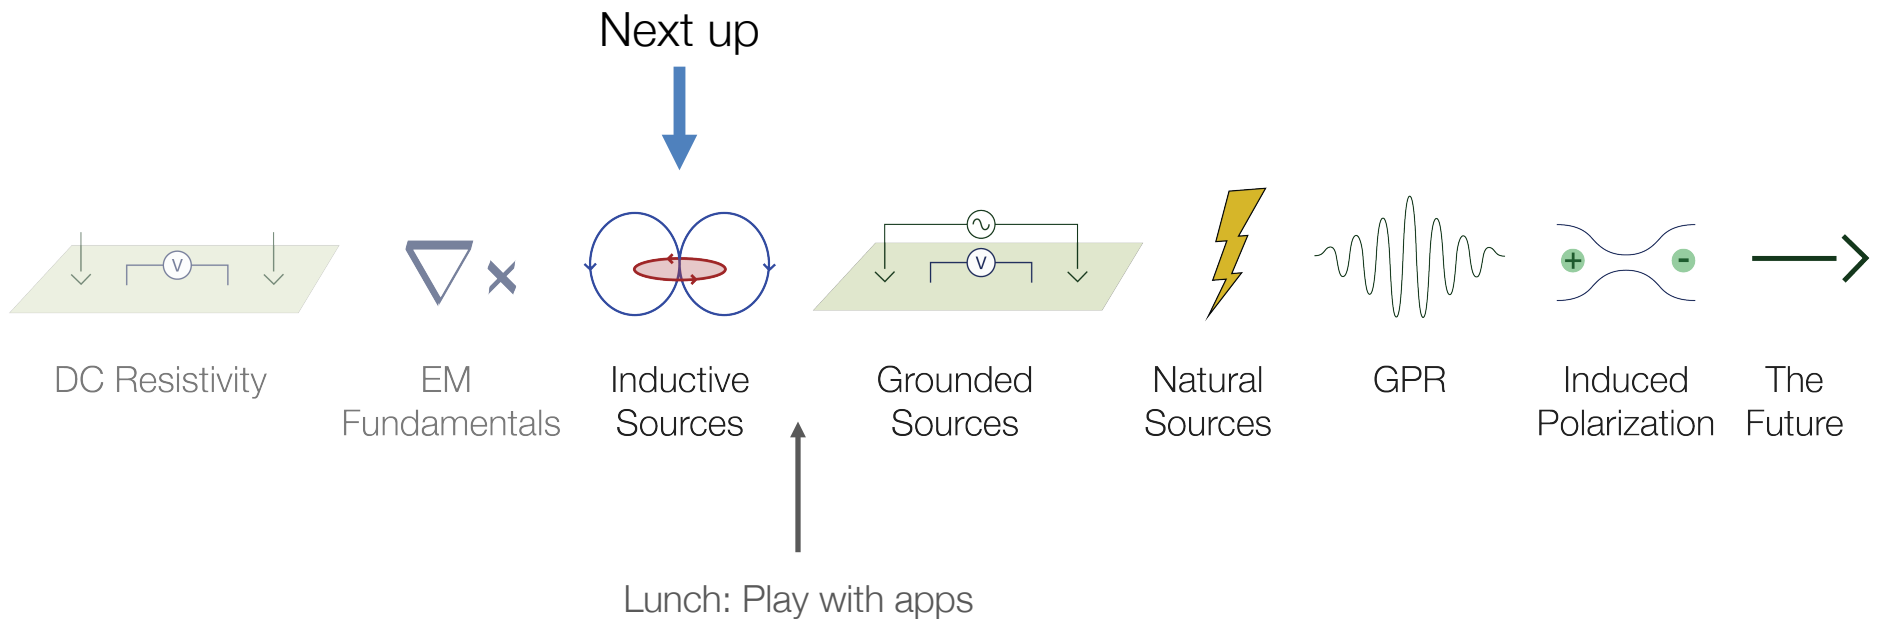 Next up
V
V
+
-
DC Resistivity
EM
Fundamentals
Inductive
Sources
Grounded
Sources
Natural
Sources
GPR
Induced
Polarization
The
Future
Lunch: Play with apps